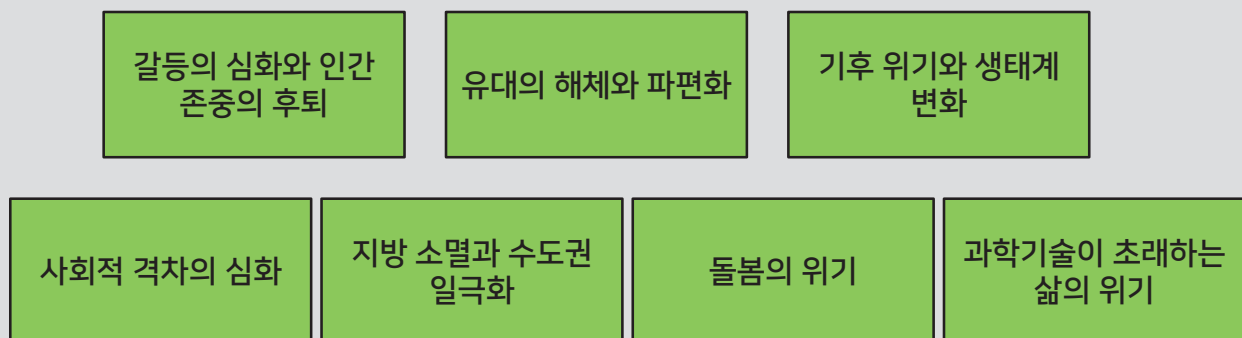 갈등의 심화와 인간
존중의 후퇴
유대의 해체와 파편화
기후 위기와 생태계
변화
사회적 격차의 심화
지방 소멸과 수도권
일극화
돌봄의 위기
과학기술이 초래하는
삶의 위기